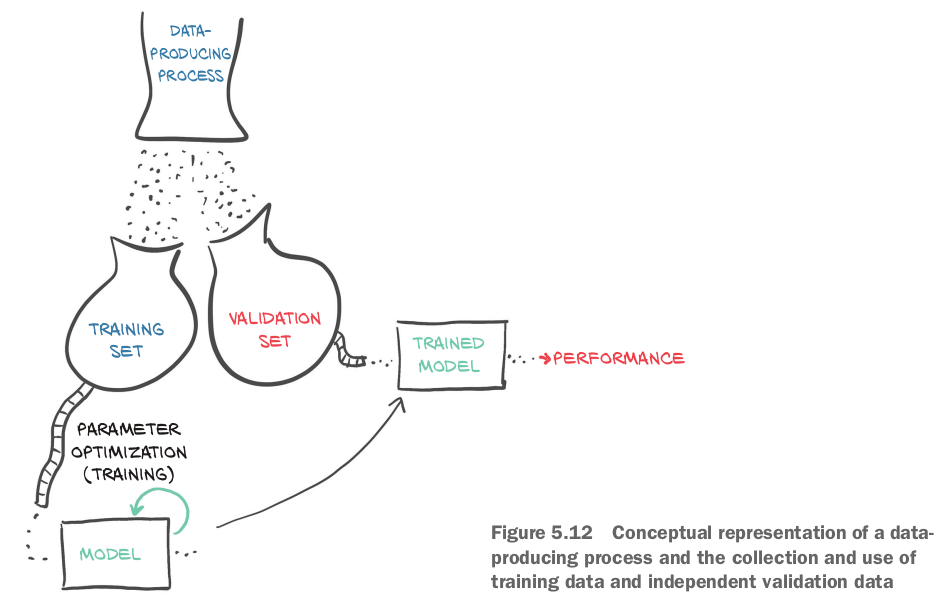 DATA-
PRODUCING
PROCESS
TRAINING
SET
VALIDATION
SET
TRAINED
MODEL
PERFORMANCE
PARAMETER
OPTIMIZATION
(TRAINING)
MODEL
Figure 5.12 Conceptual representation of a data-
producing process and the collection and use of
training data and independent validation data